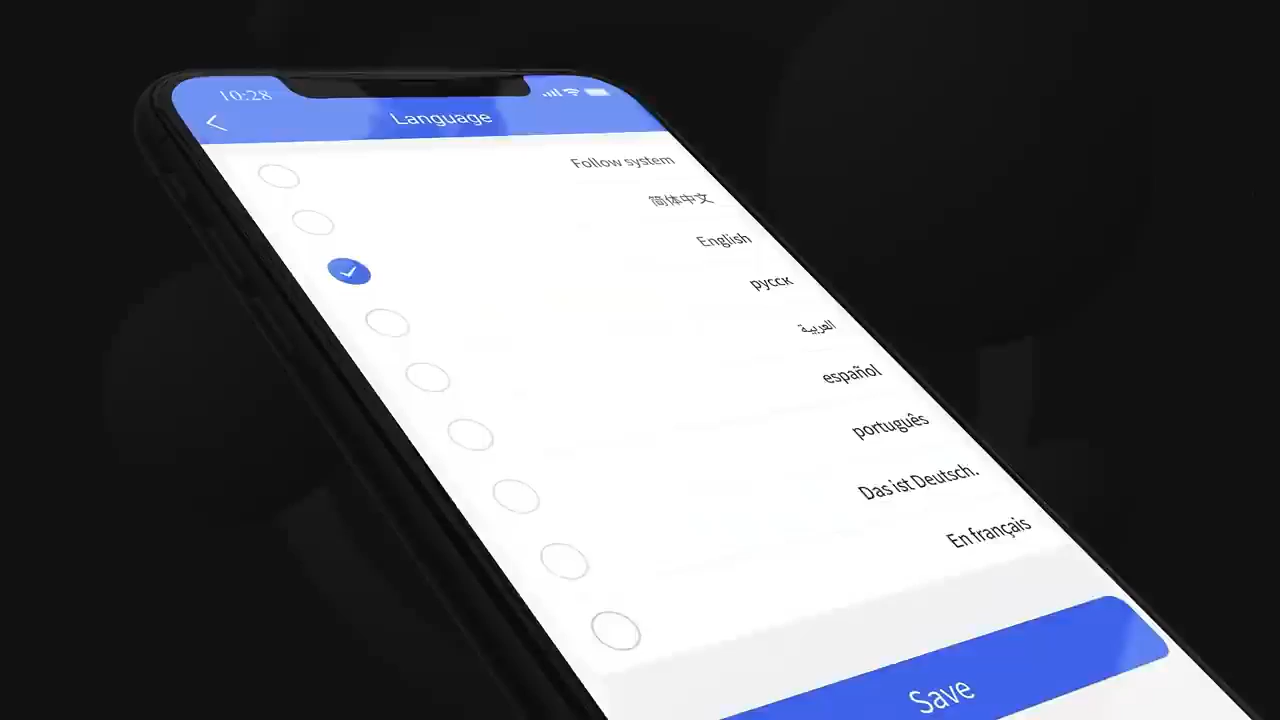 10:28
Language
Follow system
简体中文
English
русск
العربية
español
português
Das ist Deutsch.
En français
Save